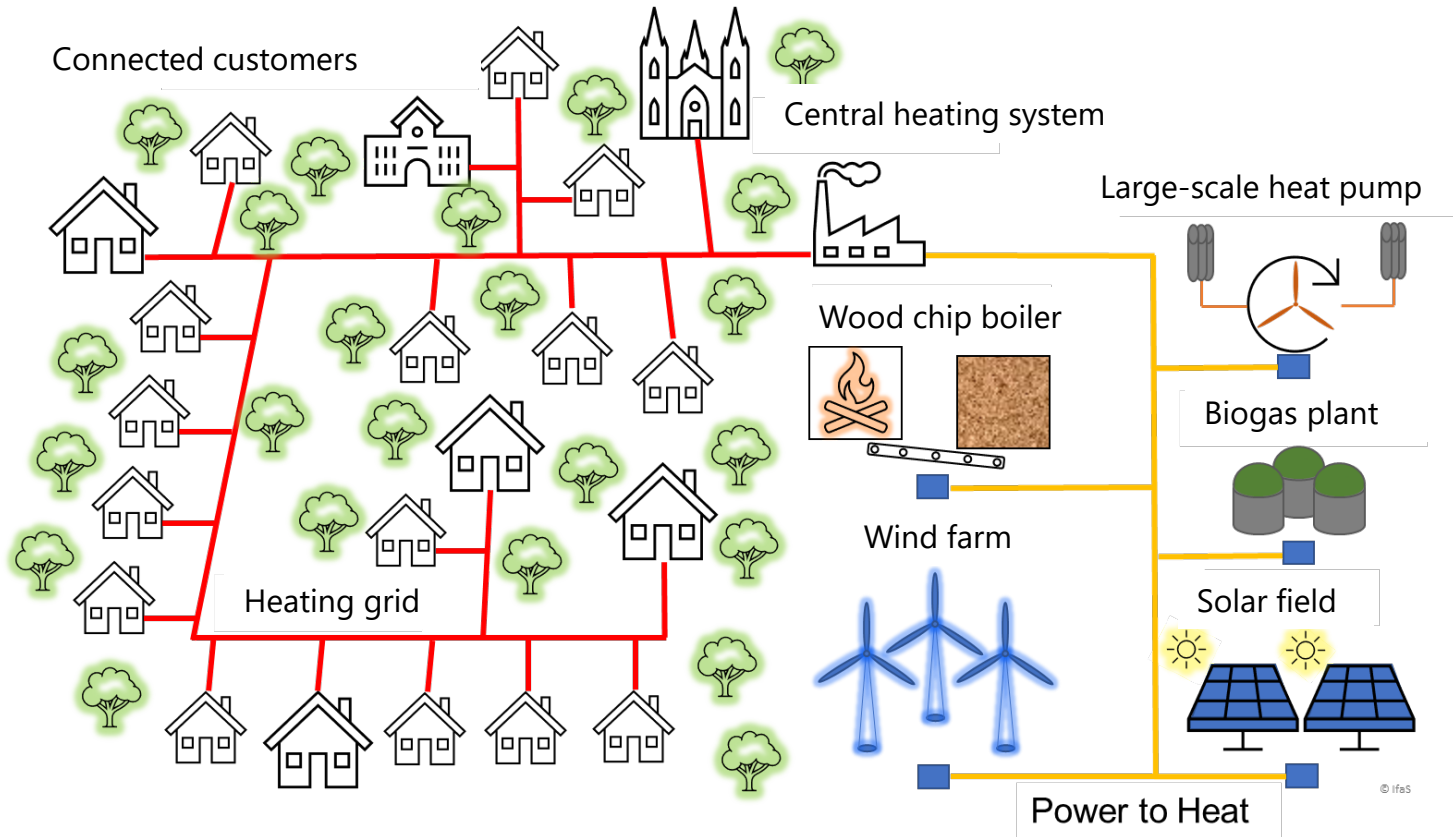 Connected customers
Central heating system
Large-scale heat pump
Wood chip boiler
Biogas plant
Wind farm
Heating grid
Solar field
Power to Heat
© IfaS